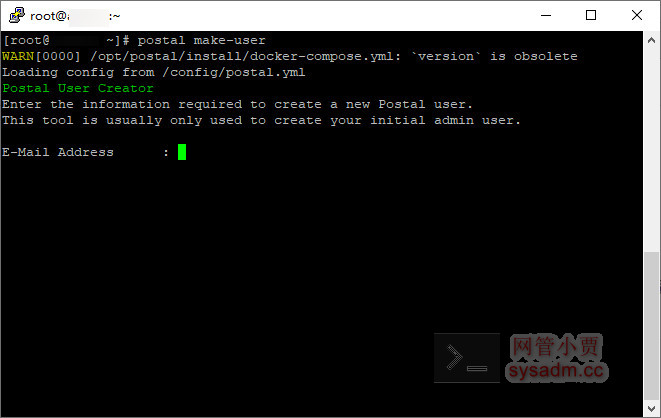 root@a :~
[root@ ~]# postal make-user
WARN[0000] /opt/postal/install/docker-compose.yml: `version` is obsolete
Loading config from /config/postal.yml
Postal User Creator
Enter the information required to create a new Postal user.
This tool is usually only used to create your initial admin user.
E-Mail Address :
>_ 网管小贾
sysadm.cc